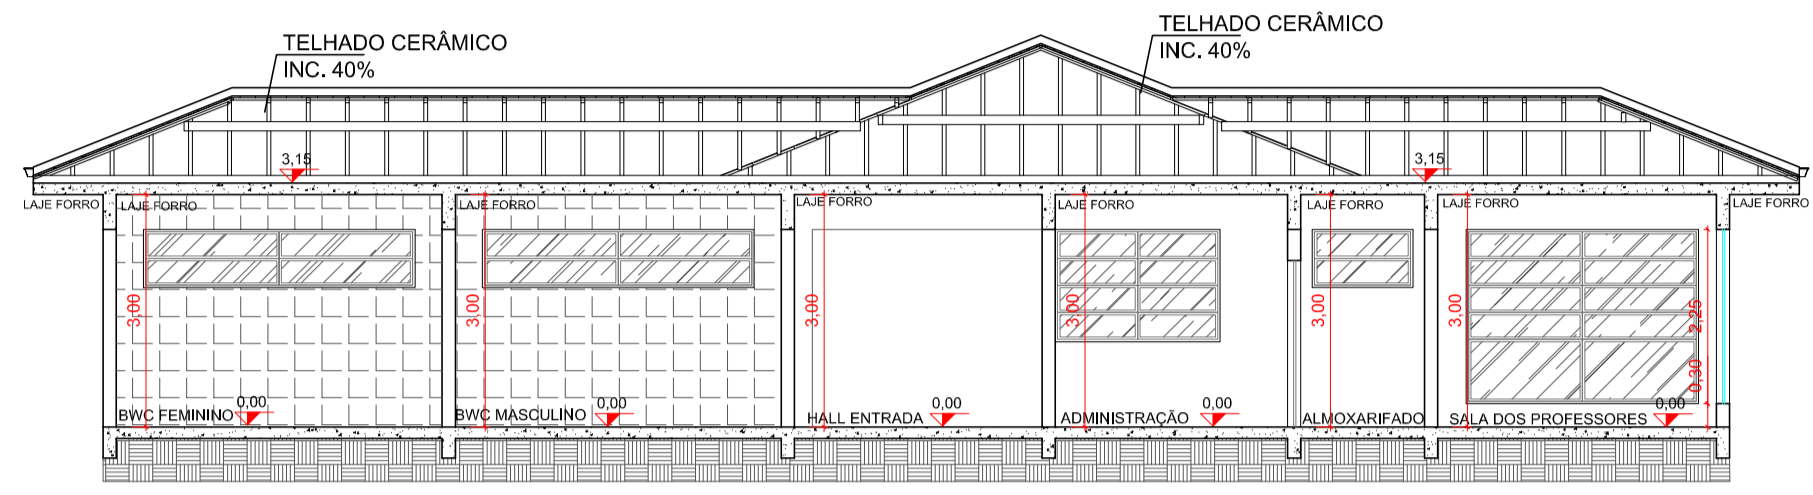 TELHADO CERÂMICO
INC. 40%
TELHADO CERÂMICO
INC. 40%
3,15
3,15
LAJE FORRO
LAJE FORRO
LAJE FORRO
LAJE FORRO
LAJE FORRO
LAJE FORRO
LAJE FORRO
LAJE FORRO
3,00
3,00
3,00
3,00
3,00
3,00
2,25
0,30
BWC FEMININO
0,00
BWC MASCULINO
0,00
HALL ENTRADA
0,00
ADMINISTRAÇÃO
0,00
ALMOXARIFADO
SALA DOS PROFESSORES
0,00